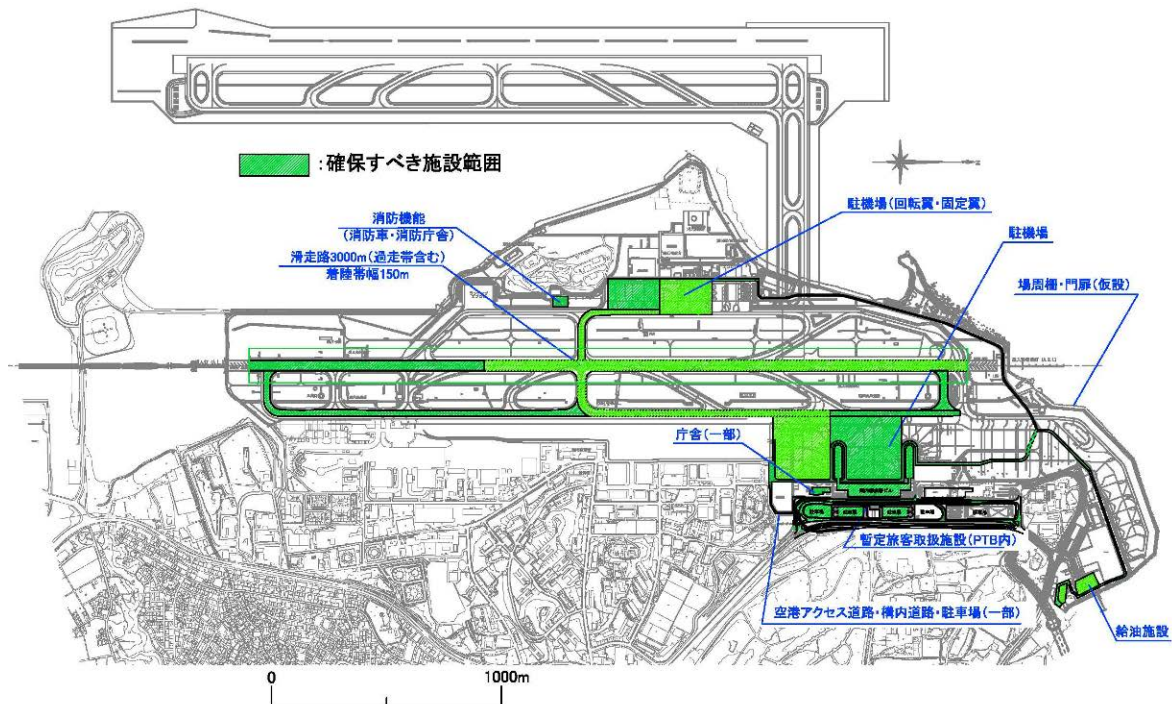 :確保すべき施設範囲
駐機場(回転翼・固定翼)
消防機能
(消防車・消防庁舎)
駐機場
滑走路3000m(過走帯含む)
着陸帯幅150m
場周柵・門扉(仮設)
庁舎(一部)
暫定旅客取扱施設(PTB内)
空港アクセス道路・構内道路・駐車場(一部)
給油施設
0
1000m